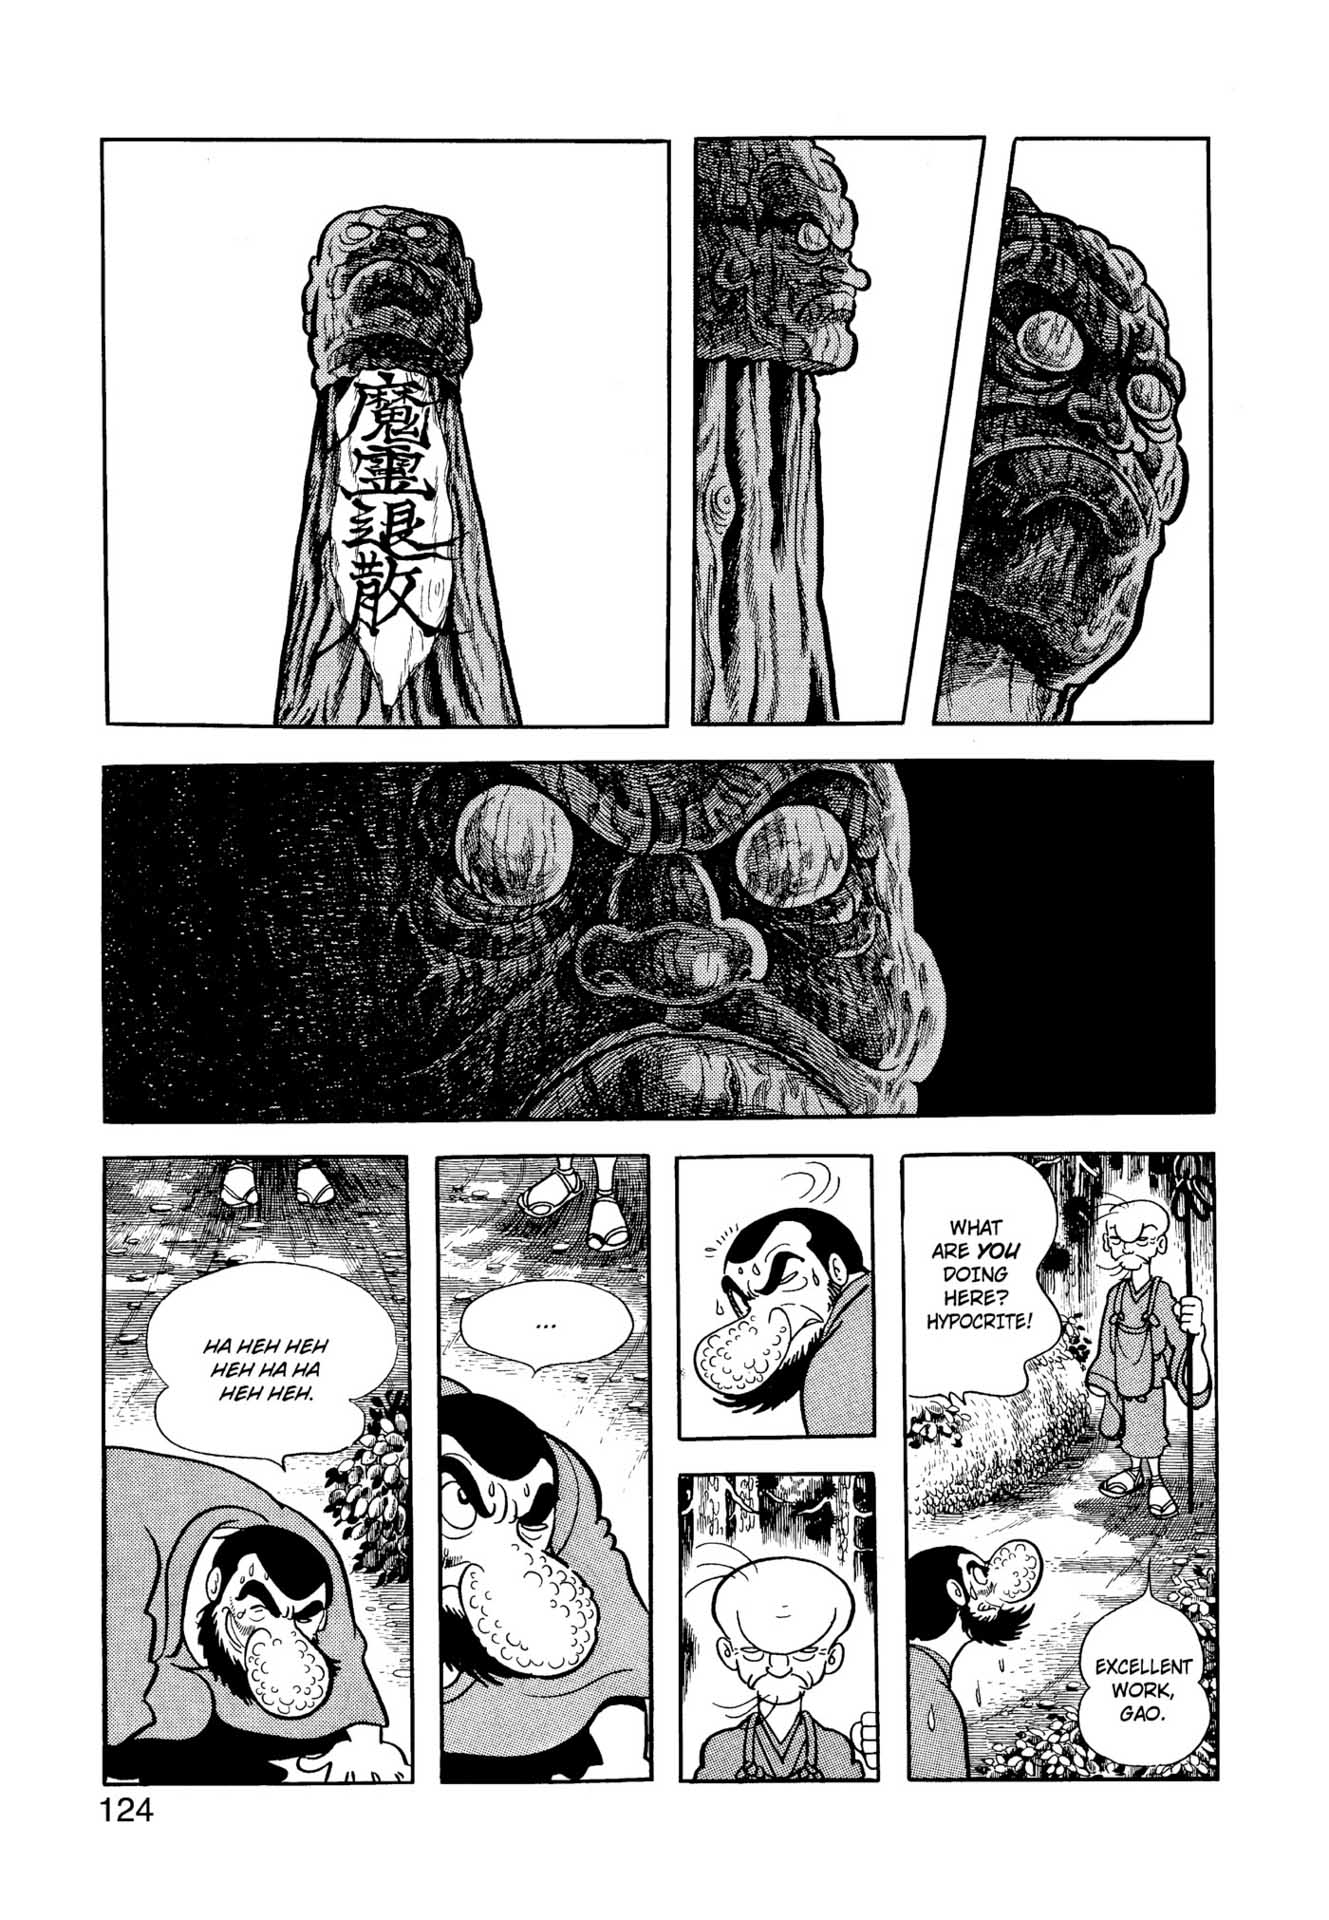 魔
霊
退
散
HA HEH HEH
HEH HA HA
HEH HEH.
...
WHAT
ARE YOU
DOING
HERE?
HYPOCRITE!
EXCELLENT
WORK,
GAO.
124